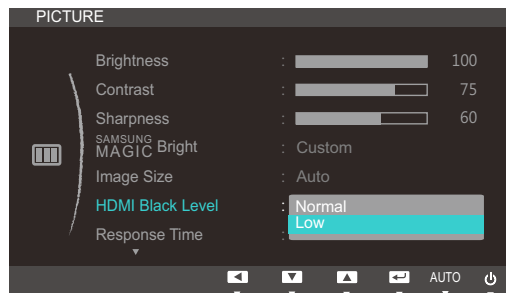 PICTURE
Brightness : 100
Contrast : 75
Sharpness : 60
SAMSUNG
MAGIC Bright : Custom
Image Size : Auto
HDMI Black Level : Normal
Low
Response Time :
AUTO